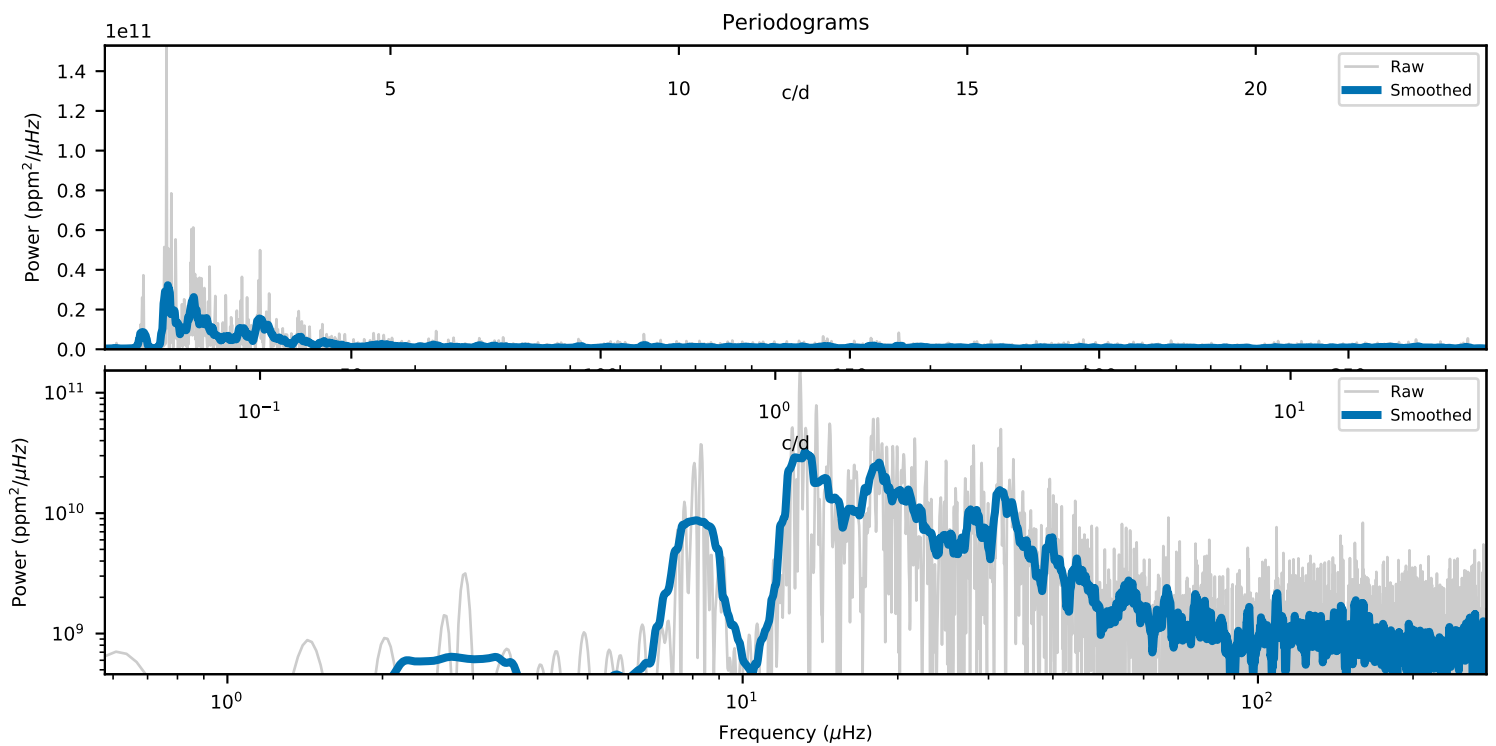 Periodograms
1e11
5 10 15 20
c/d
Raw
Smoothed
1.4
1.2
1.0
0.8
0.6
0.4
0.2
0.0
Power (ppm²/μHz)
10¹¹
10¹⁰
10⁹
Power (ppm²/μHz)
10⁻¹ 10⁰ 10¹
c/d
Raw
Smoothed
10⁰ 10¹ 10²
Frequency (μHz)